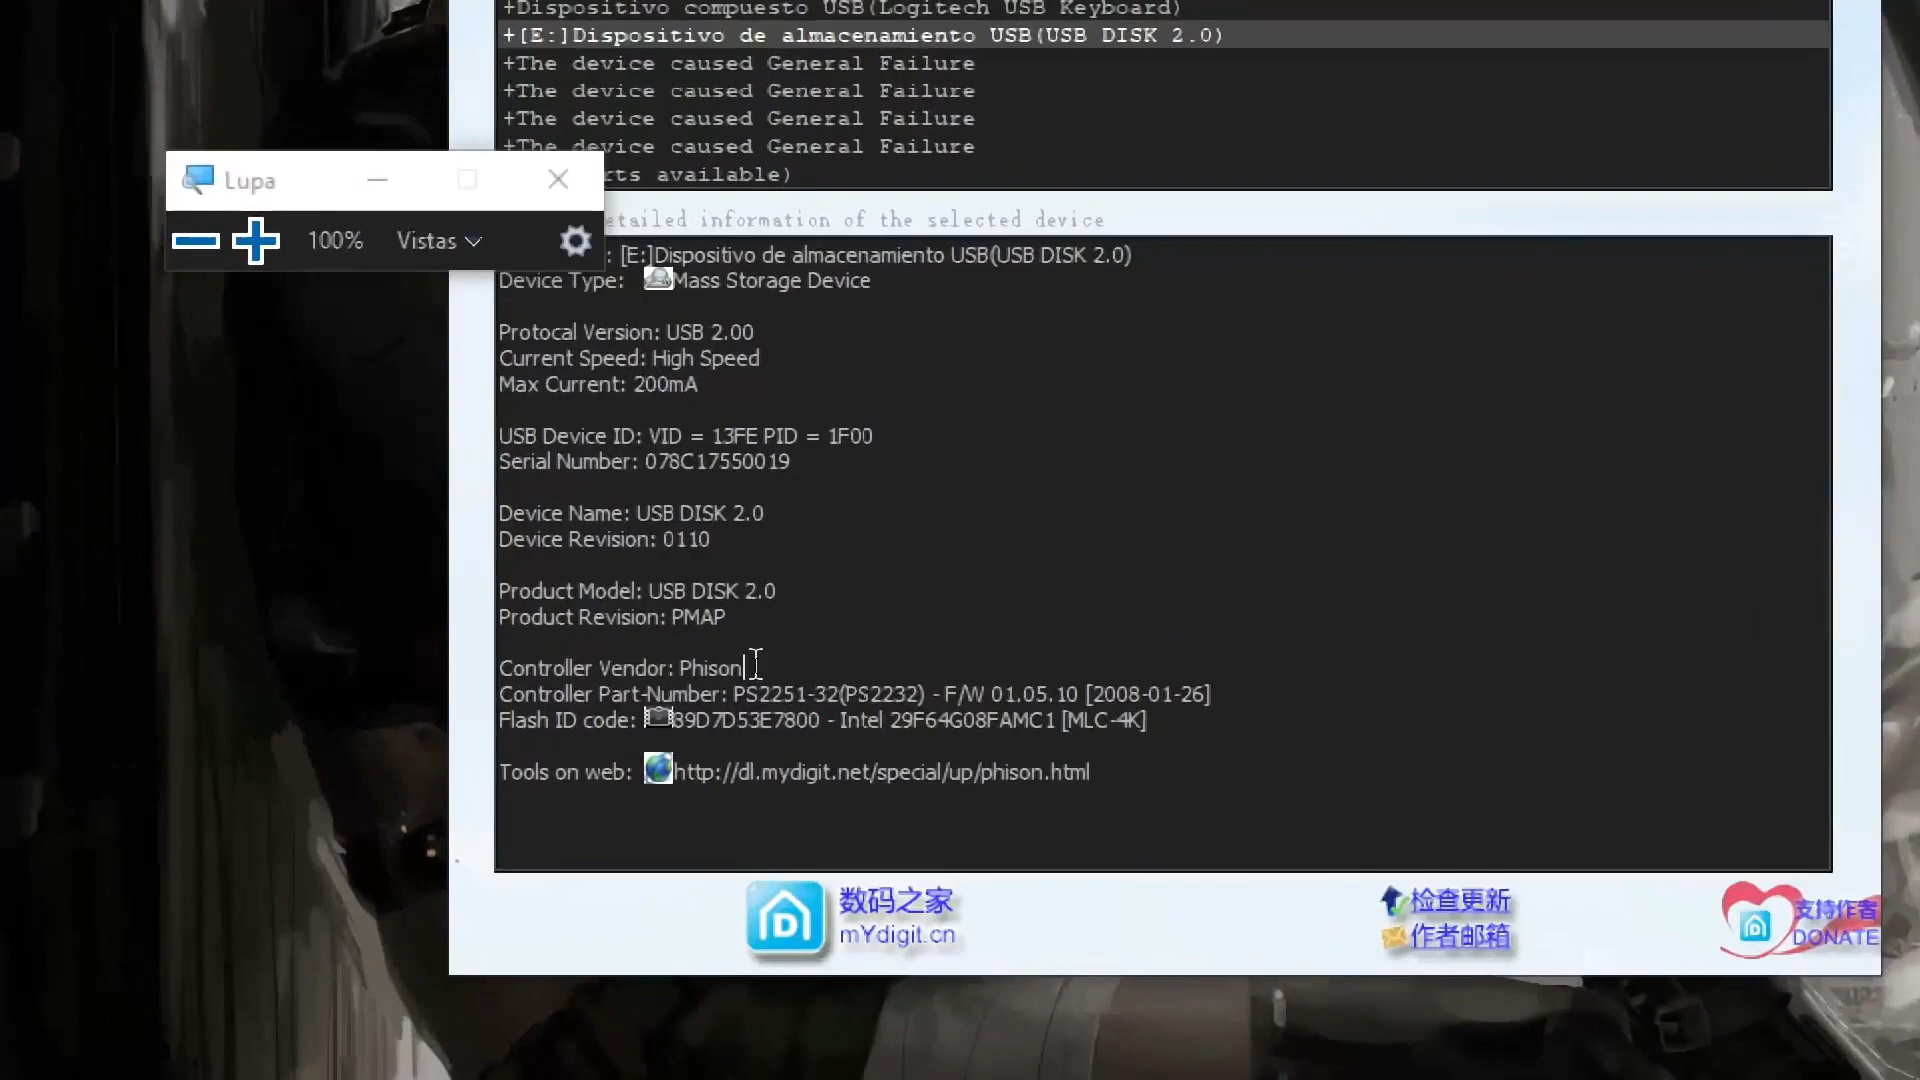 +Dispositivo compuesto USB(Logitech USB Keyboard)
+[E:]Dispositivo de almacenamiento USB(USB DISK 2.0)
+The device caused General Failure
+The device caused General Failure
+The device caused General Failure
+The device caused General Failure
rts available)
Lupa
100% Vistas
etailed information of the selected device
: [E:]Dispositivo de almacenamiento USB(USB DISK 2.0)
Device Type: Mass Storage Device
Protocal Version: USB 2.00
Current Speed: High Speed
Max Current: 200mA
USB Device ID: VID = 13FE PID = 1F00
Serial Number: 078C17550019
Device Name: USB DISK 2.0
Device Revision: 0110
Product Model: USB DISK 2.0
Product Revision: PMAP
Controller Vendor: Phison
Controller Part-Number: PS2251-32(PS2232) - F/W 01.05.10 [2008-01-26]
Flash ID code: 89D7D53E7800 - Intel 29F64G08FAMC1 [MLC-4K]
Tools on web: http://dl.mydigit.net/special/up/phison.html
数码之家
mYdigit.cn
检查更新
作者邮箱
支持作者
DONATE